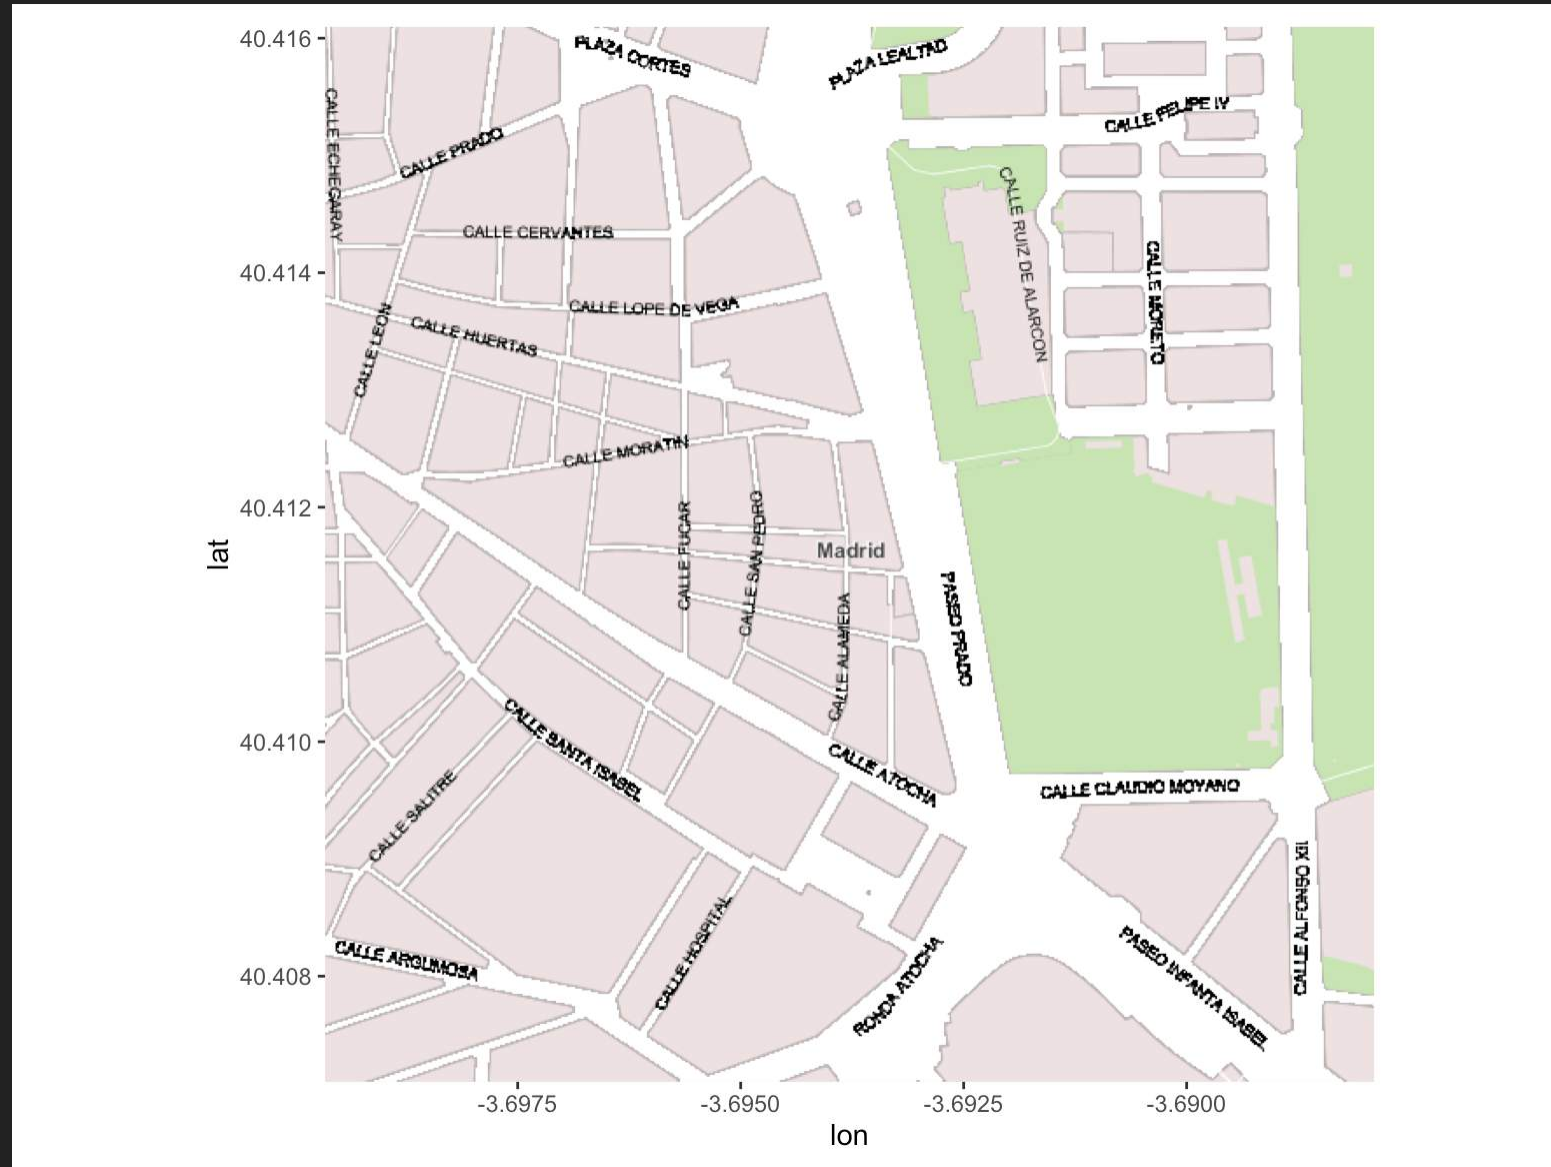 40.416
40.414
40.412
40.410
40.408
lat
PLAZA CORTES
PLAZA LEALTAD
CALLE ECHEGARAY
CALLE PRADO
CALLE FELIPE IV
CALLE CERVANTES
CALLE RUIZ DE ALARCON
CALLE MORETO
CALLE LOPE DE VEGA
CALLE HUERTAS
CALLE LEON
CALLE MORATIN
CALLE FUCAR
CALLE SAN PEDRO
Madrid
CALLE ALAMEDA
PASEO PRADO
CALLE SANTA ISABEL
CALLE ATOCHA
CALLE CLAUDIO MOYANO
CALLE SALITRE
CALLE ALFONSO XII
CALLE HOSPITAL
CALLE ARGUMOSA
RONDA ATOCHA
PASEO INFANTA ISABEL
-3.6975
-3.6950
-3.6925
-3.6900
lon